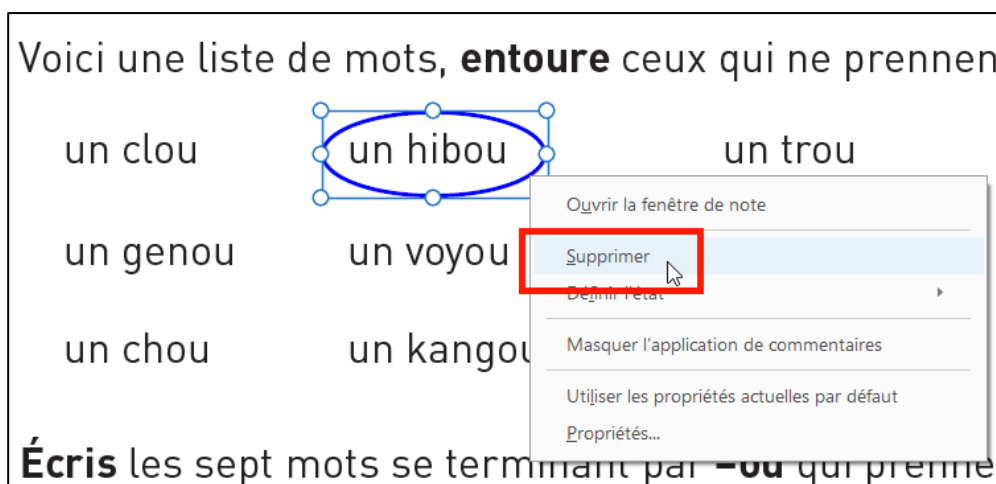 Voici une liste de mots, entoure ceux qui ne prennen
un clou un hibou un trou
Ouvrir la fenêtre de note
un genou un voyou
Supprimer
Définir l'état
un chou un kangou
Masquer l'application de commentaires
Utiliser les propriétés actuelles par défaut
Propriétés...
Écris les sept mots se terminant par –ou qui prenne